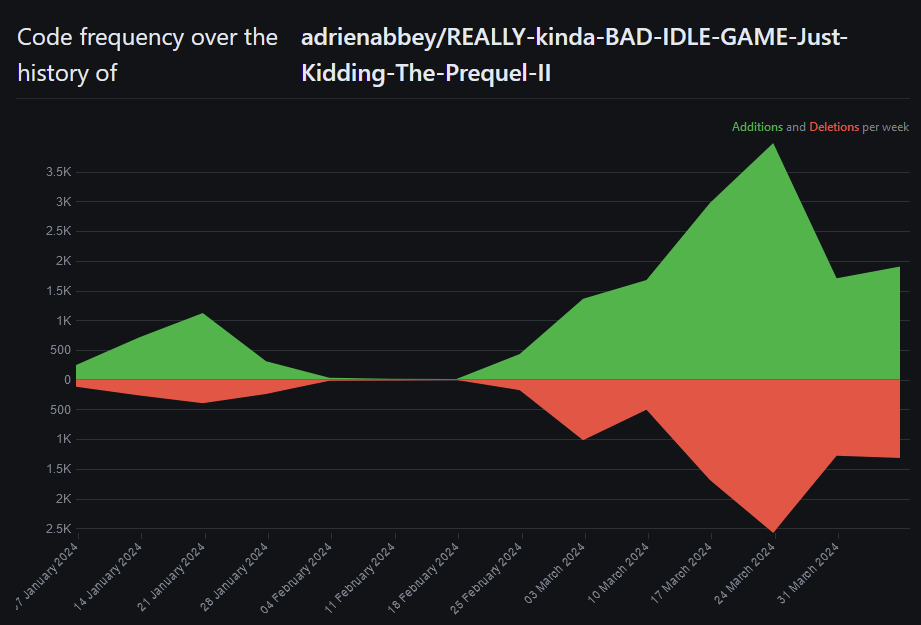 Code frequency over the history of
adrienabbey/REALLY-kinda-BAD-IDLE-GAME-Just-Kidding-The-Prequel-II
Additions and Deletions per week
3.5K
3K
2.5K
2K
1.5K
1K
500
0
500
1K
1.5K
2K
2.5K
7 January 2024
14 January 2024
21 January 2024
28 January 2024
04 February 2024
11 February 2024
18 February 2024
25 February 2024
03 March 2024
10 March 2024
17 March 2024
24 March 2024
31 March 2024